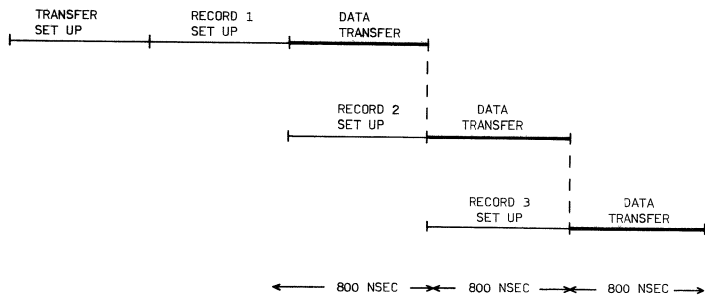 TRANSFER
SET UP
RECORD 1
SET UP
DATA
TRANSFER
RECORD 2
SET UP
DATA
TRANSFER
RECORD 3
SET UP
DATA
TRANSFER
800 NSEC
800 NSEC
800 NSEC